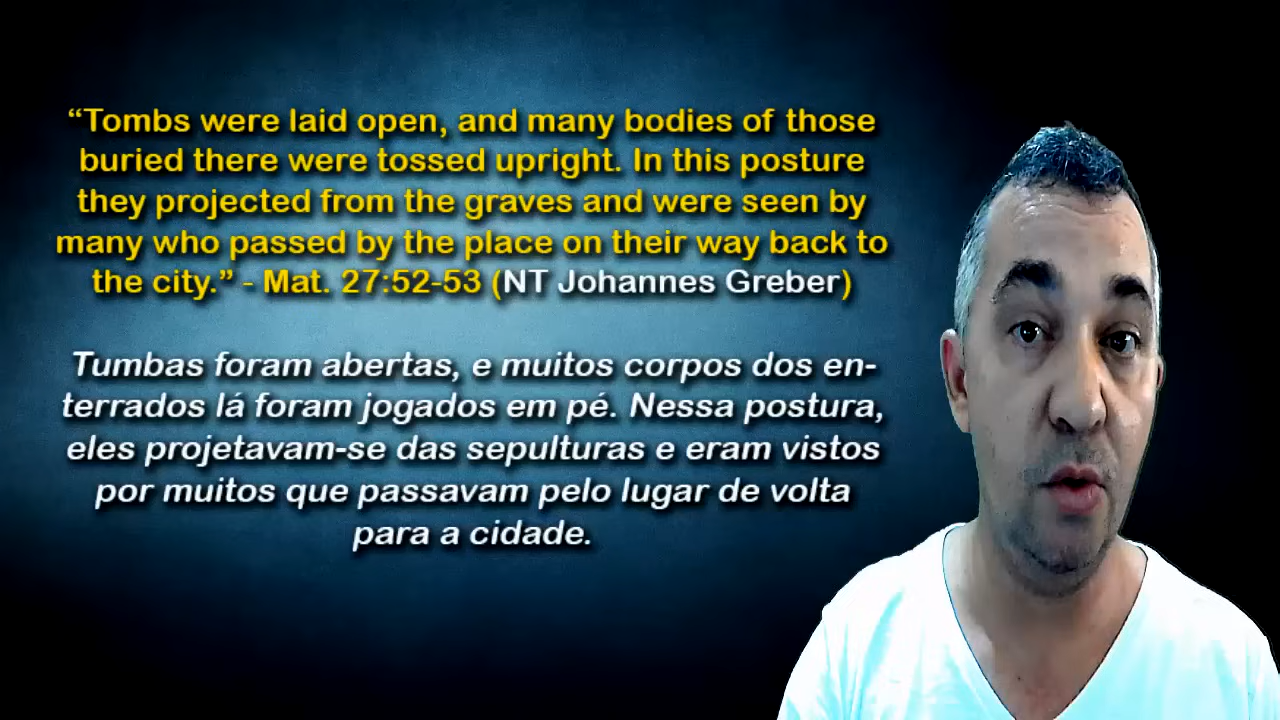 “Tombs were laid open, and many bodies of those
buried there were tossed upright. In this posture
they projected from the graves and were seen by
many who passed by the place on their way back to
the city.” - Mat. 27:52-53 (NT Johannes Greber)
Tumbas foram abertas, e muitos corpos dos en-
terrados lá foram jogados em pé. Nessa postura,
eles projetavam-se das sepulturas e eram vistos
por muitos que passavam pelo lugar de volta
para a cidade.